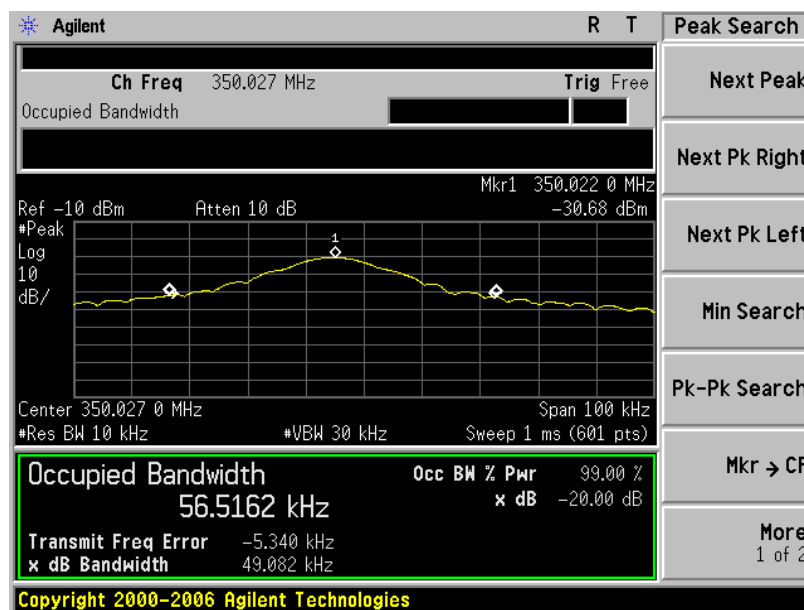 Agilent
R T
Peak Search
Ch Freq 350.027 MHz
Trig Free
Occupied Bandwidth
Next Peak
Next Pk Right
Next Pk Left
Min Search
Pk-Pk Search
Mkr → CF
More
1 of 2
Mkr1 350.022 0 MHz
Ref -10 dBm
Atten 10 dB
-30.68 dBm
#Peak
Log
10
dB/
1
Center 350.027 0 MHz
Span 100 kHz
#Res BW 10 kHz
#VBW 30 kHz
Sweep 1 ms (601 pts)
Occupied Bandwidth
56.5162 kHz
Occ BW % Pwr 99.00 %
x dB -20.00 dB
Transmit Freq Error -5.340 kHz
x dB Bandwidth 49.082 kHz
Copyright 2000-2006 Agilent Technologies